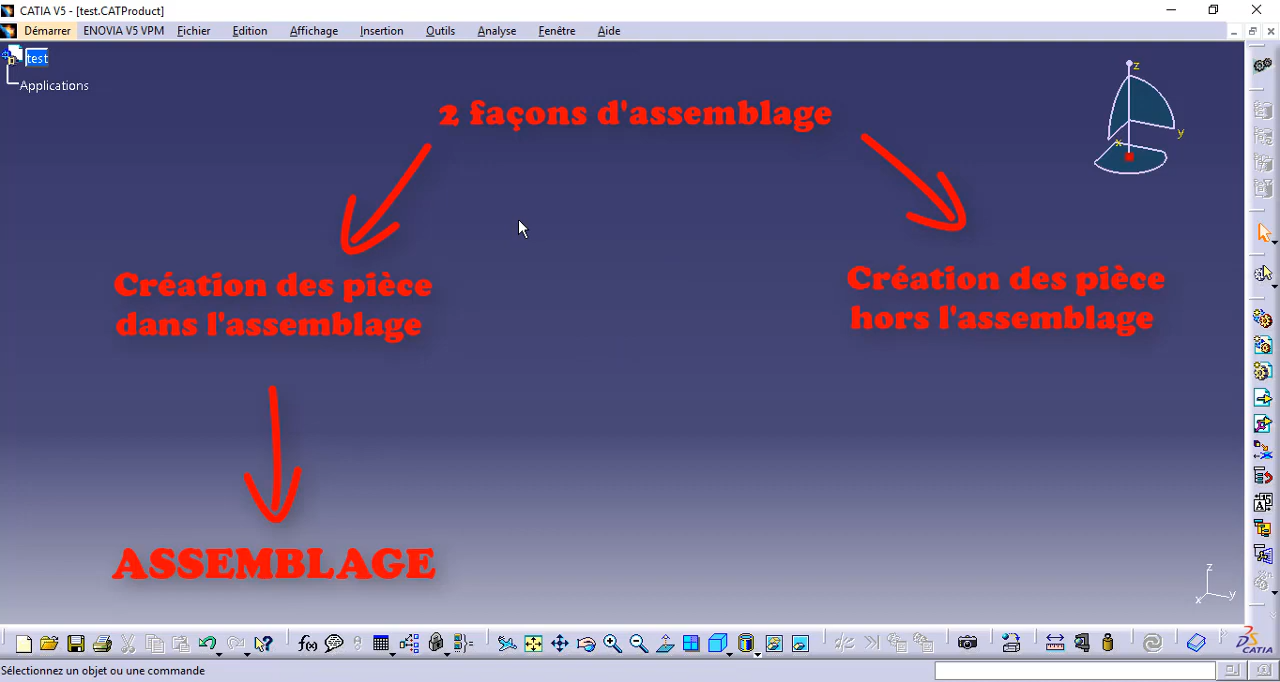 CATIA V5 - [test.CATProduct]
Démarrer ENOVIA V5 VPM Fichier Edition Affichage Insertion Outils Analyse Fenêtre Aide
test
Applications
z
y
x
2 façons d'assemblage
Création des pièce
dans l'assemblage
Création des pièce
hors l'assemblage
ASSEMBLAGE
z
x y
f(x)
CATIA
Sélectionnez un objet ou une commande